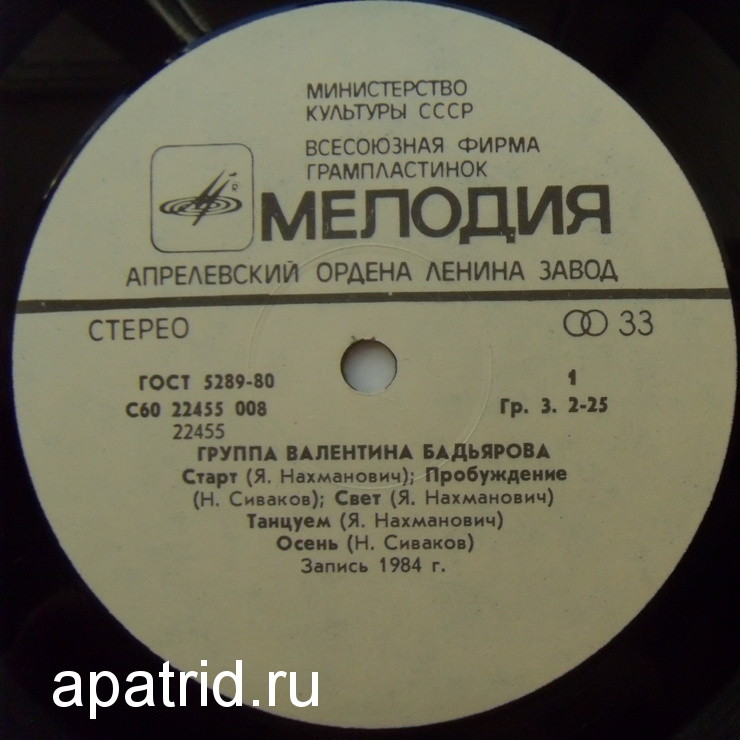 МИНИСТЕРСТВО
КУЛЬТУРЫ СССР
ВСЕСОЮЗНАЯ ФИРМА
ГРАМПЛАСТИНОК
МЕЛОДИЯ
АПРЕЛЕВСКИЙ ОРДЕНА ЛЕНИНА ЗАВОД
СТЕРЕО 33
ГОСТ 5289-80 1
С60 22455 008 Гр. 3. 2-25
22455
ГРУППА ВАЛЕНТИНА БАДЬЯРОВА
Старт (Я. Нахманович); Пробуждение
(Н. Сиваков); Свет (Я. Нахманович)
Танцуем (Я. Нахманович)
Осень (Н. Сиваков)
Запись 1984 г.
apatrid.ru